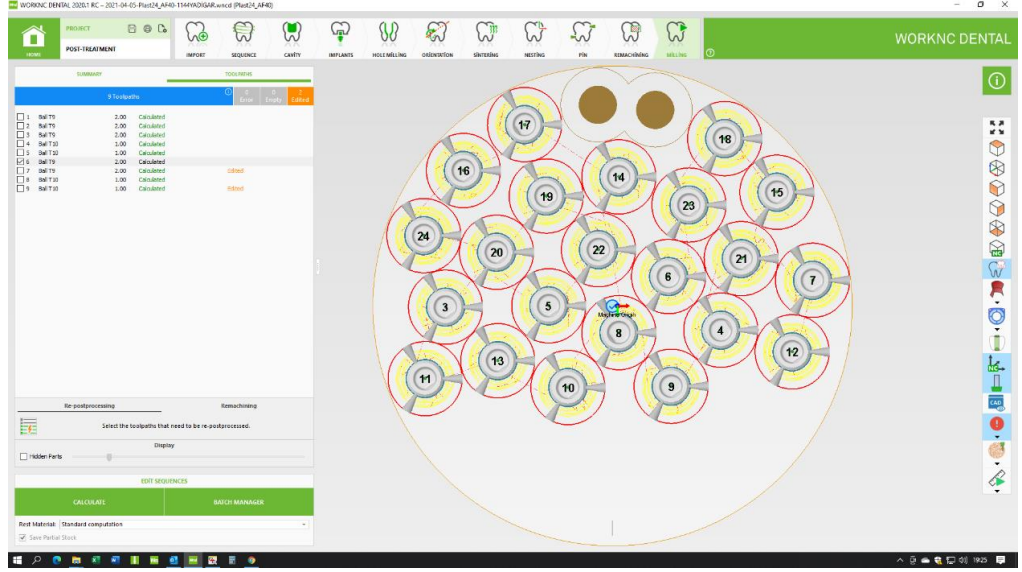 WORKNC DENTAL 2020.1 RC – 2021-04-05-Plast24_AF40-1144YADIGAR.wncd (Plast24_AF40)
HOME
PROJECT
POST-TREATMENT
IMPORT
SEQUENCE
CAVITY
IMPLANTS
HOLE MILLING
ORIENTATION
SINTERING
NESTING
PIN
REMACHINING
MILLING
WORKNC DENTAL
SUMMARY
TOOLPATHS
9 Toolpaths
0 Error
0 Empty
2 Edited
1 Ball T9 2.00 Calculated
2 Ball T9 2.00 Calculated
3 Ball T9 2.00 Calculated
4 Ball T10 1.00 Calculated
5 Ball T10 1.00 Calculated
6 Ball T9 2.00 Calculated
7 Ball T9 2.00 Edited
8 Ball T10 1.00 Calculated
9 Ball T10 1.00 Edited
Re-postprocessing
Remachining
Select the toolpaths that need to be re-postprocessed.
Display
Hidden Parts
EDIT SEQUENCES
CALCULATE
BATCH MANAGER
Rest Material: Standard computation
Save Partial Stock
17
18
16
14
15
19
23
24
20
22
21
6
7
3
5
Machine Origin
8
4
12
13
11
10
9
NC
NC
CAD
19:25